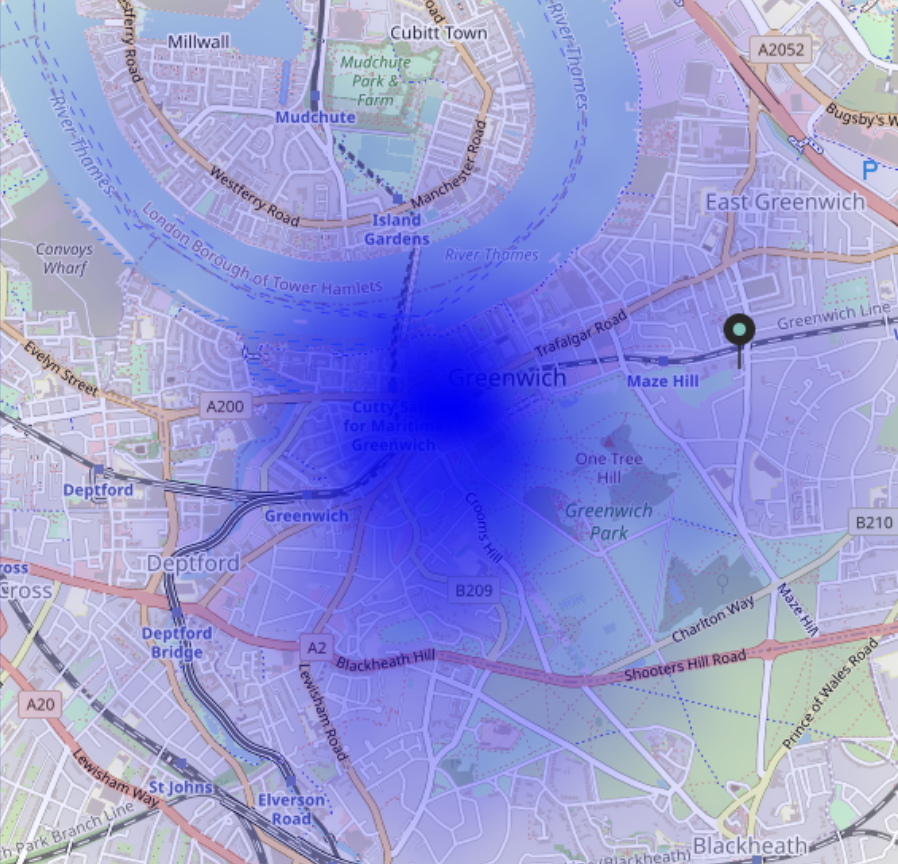 Westferry Road
Millwall
Cubitt Town
Road
River Thames
A2052
Mudchute
Park &
Farm
Mudchute
Bugsby's W
P
River Thames
Westferry Road
Manchester Road
East Greenwich
London Borough of Tower Hamlets
Island
Gardens
River Thames
Convoys
Wharf
Trafalgar Road
Greenwich Line
Evelyn Street
Greenwich
Maze Hill
A200
Cutty Sark
for Maritime
Greenwich
One Tree
Hill
Deptford
Greenwich
Crooms Hill
Greenwich
Park
B210
Deptford
ross
Cross
B209
Maze Hill
Charlton Way
Deptford
Bridge
A2
Blackheath Hill
Shooters Hill Road
Prince of Wales Road
A20
Lewisham Road
Lewisham Way
St Johns
Elverson
Road
h Park Branch Line
Blackheath
(Blackheath)